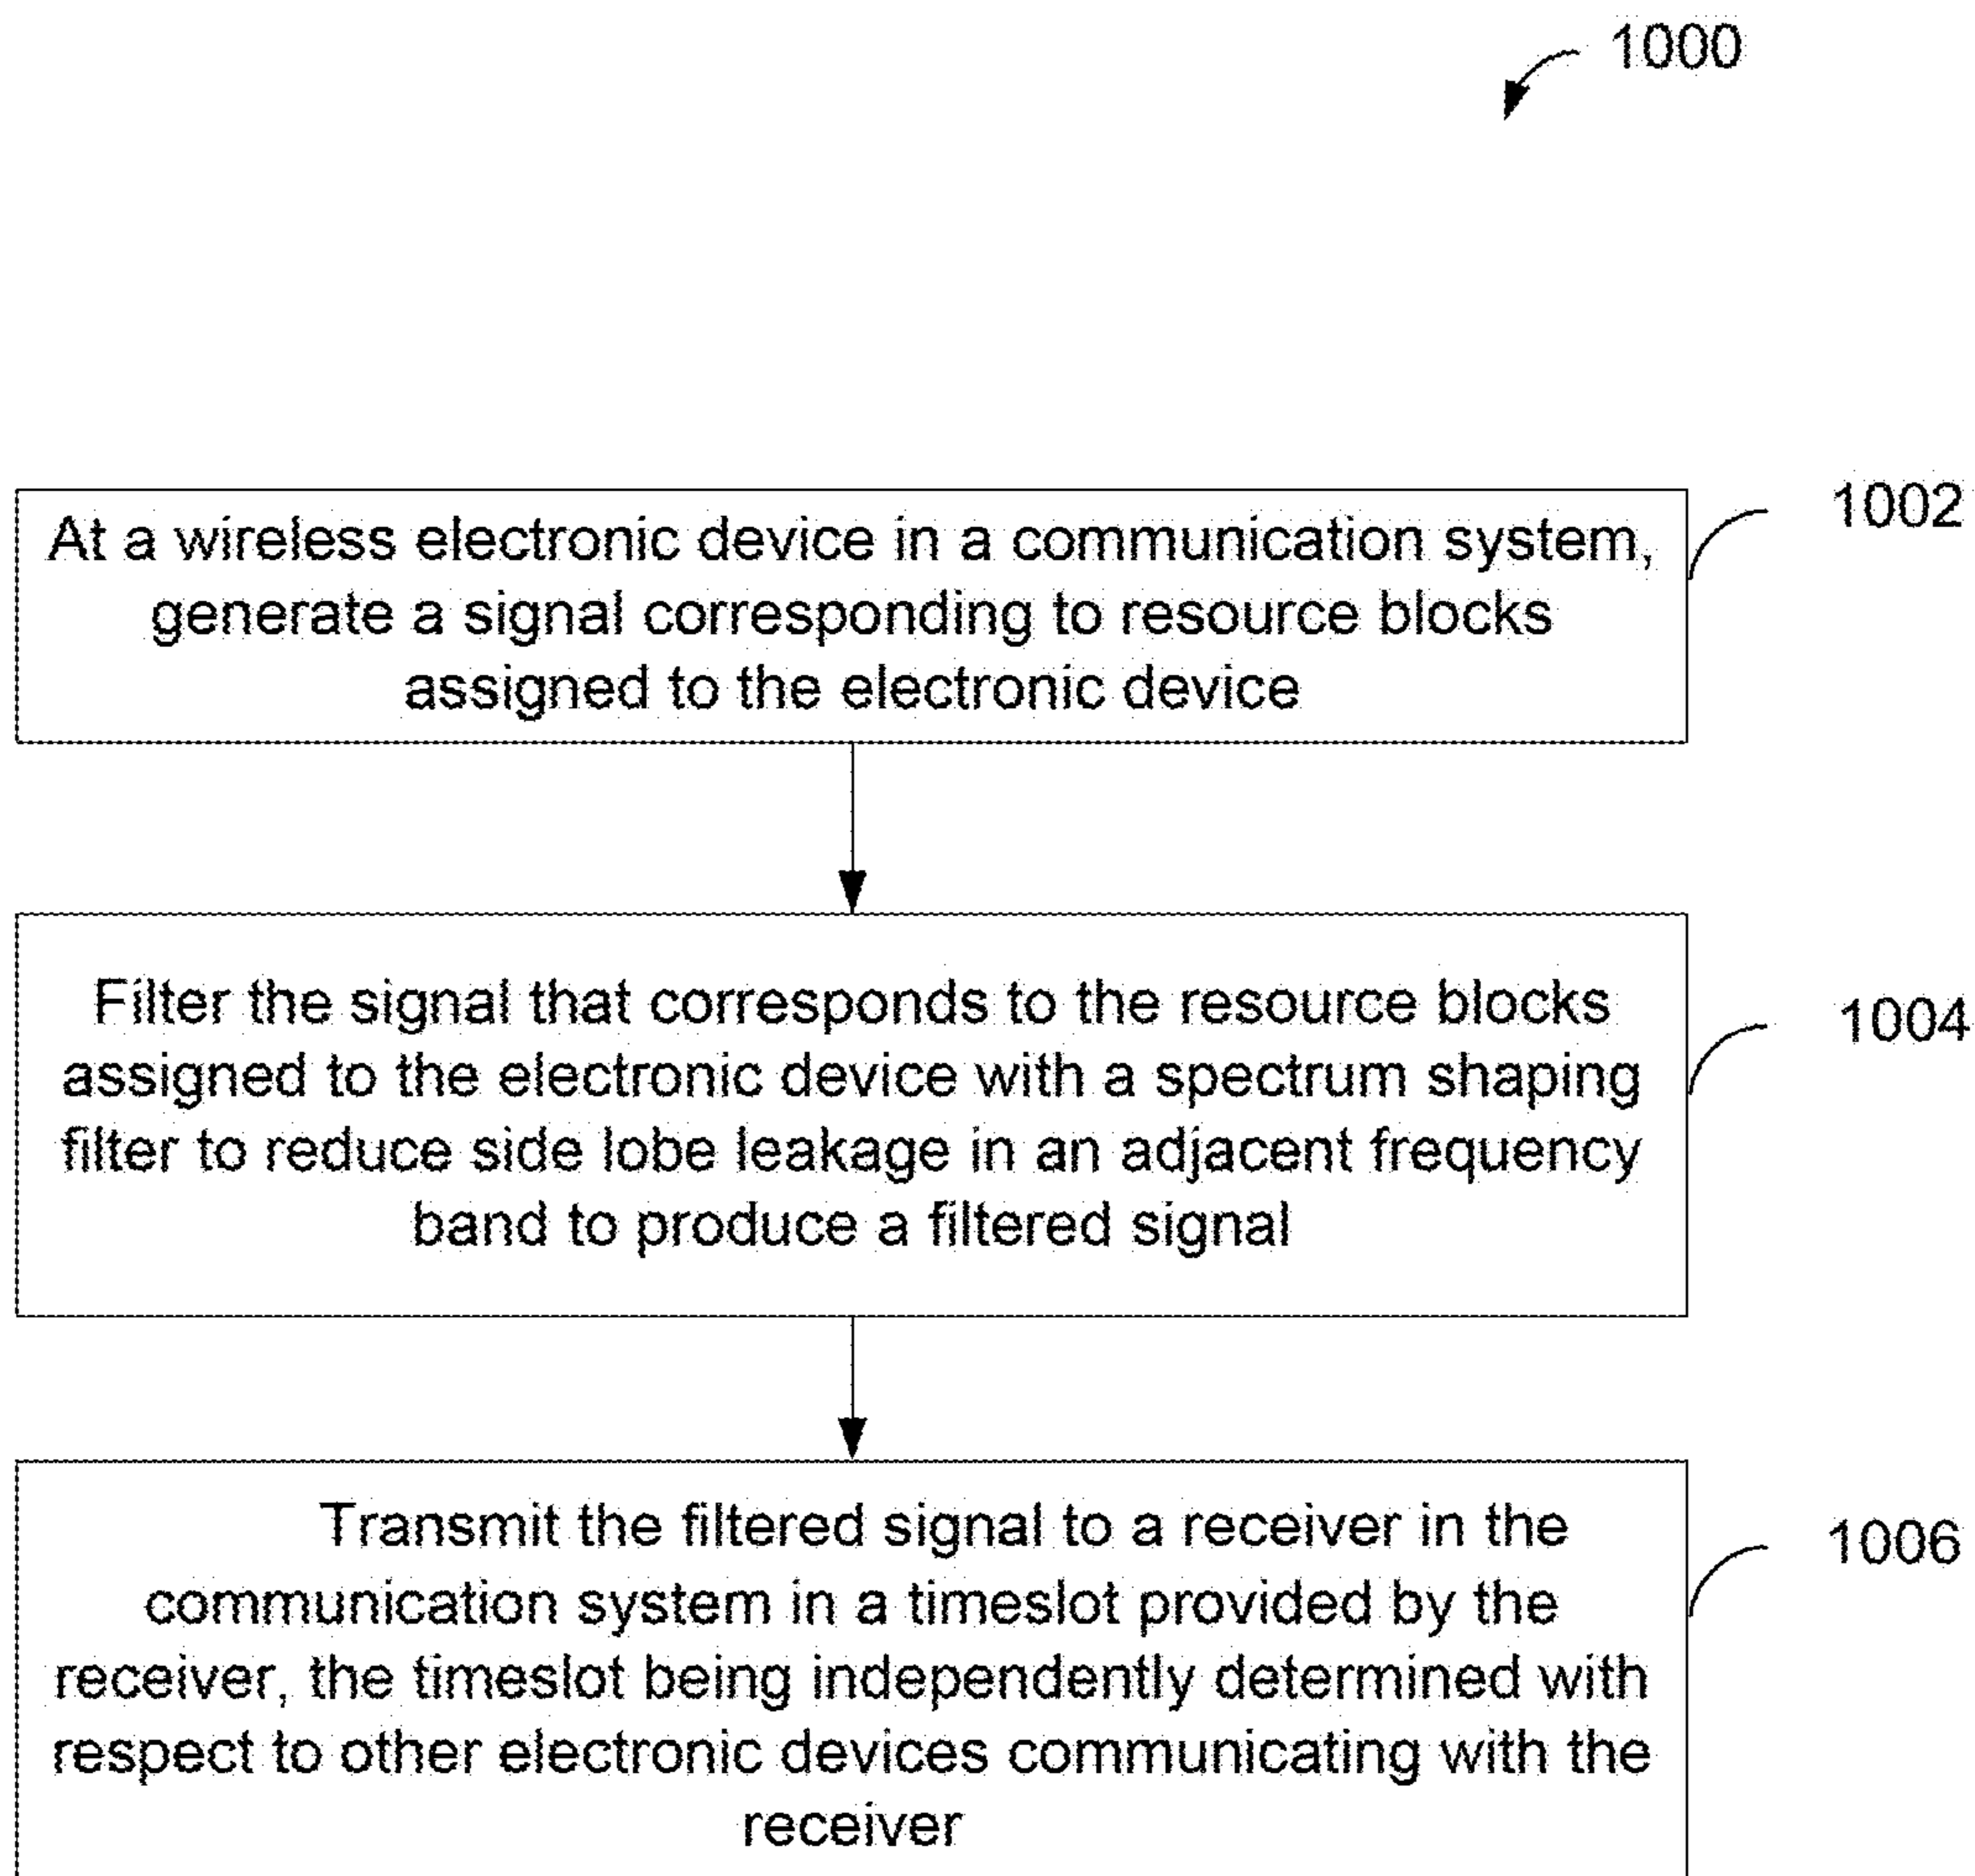 1000
At a wireless electronic device in a communication system,
generate a signal corresponding to resource blocks
assigned to the electronic device
1002
Filter the signal that corresponds to the resource blocks
assigned to the electronic device with a spectrum shaping
filter to reduce side lobe leakage in an adjacent frequency
band to produce a filtered signal
1004
Transmit the filtered signal to a receiver in the
communication system in a timeslot provided by the
receiver, the timeslot being independently determined with
respect to other electronic devices communicating with the
receiver
1006